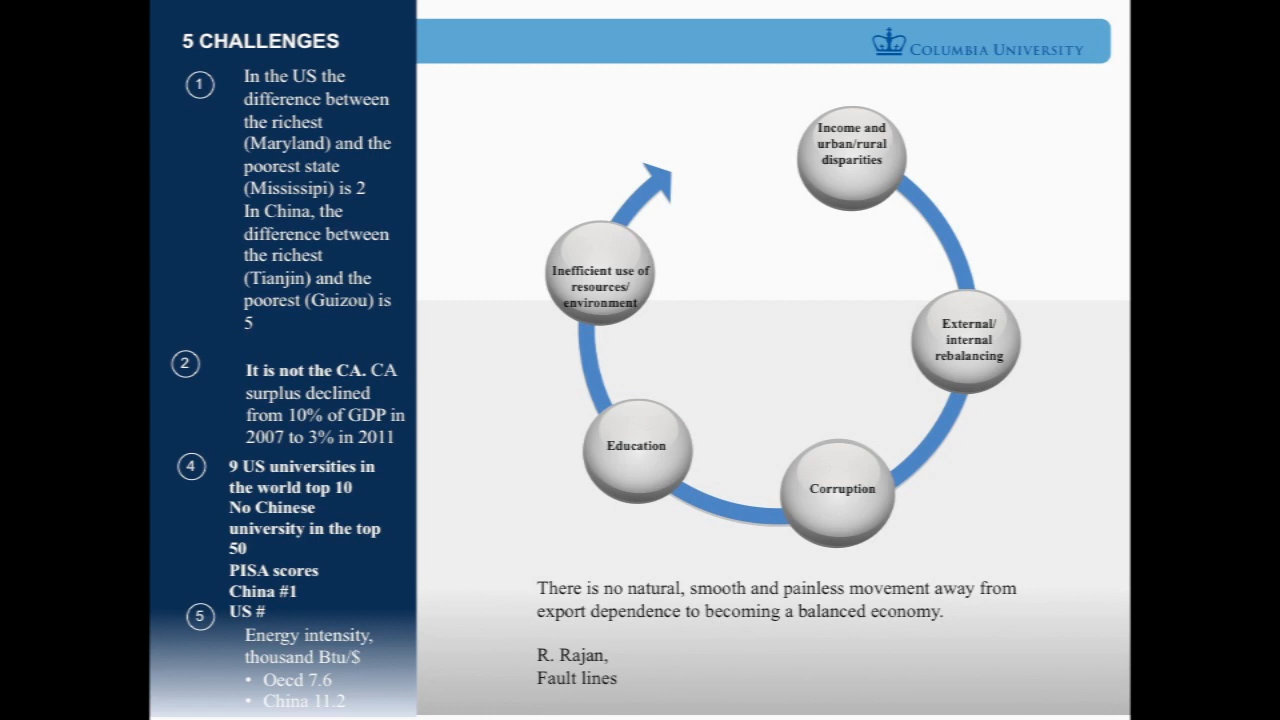 5 CHALLENGES
1
In the US the
difference between
the richest
(Maryland) and the
poorest state
(Mississipi) is 2
In China, the
difference between
the richest
(Tianjin) and the
poorest (Guizou) is
5
2
It is not the CA. CA
surplus declined
from 10% of GDP in
2007 to 3% in 2011
4
9 US universities in
the world top 10
No Chinese
university in the top
50
PISA scores
China #1
US #
5
Energy intensity,
thousand Btu/$
• Oecd 7.6
• China 11.2
COLUMBIA UNIVERSITY
Income and
urban/rural
disparities
External/
internal
rebalancing
Corruption
Education
Inefficient use of
resources/
environment
There is no natural, smooth and painless movement away from
export dependence to becoming a balanced economy.
R. Rajan,
Fault lines